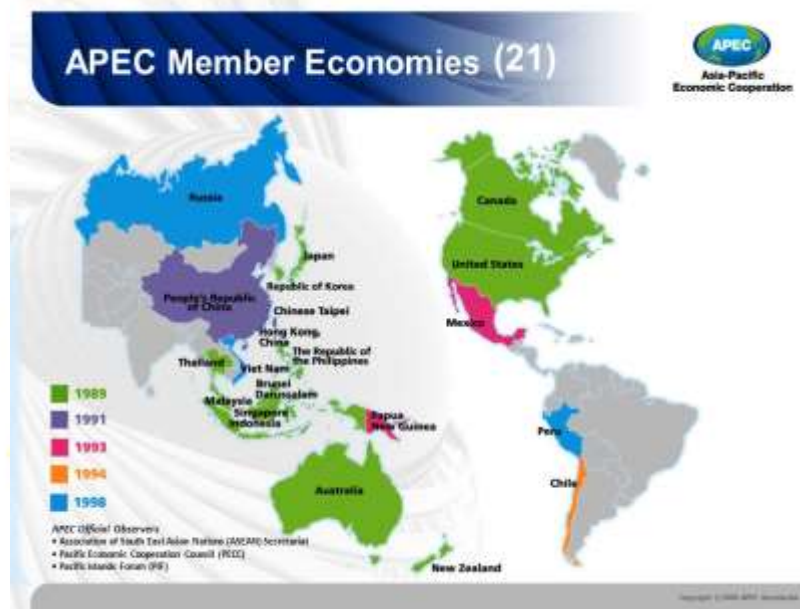 APEC Member Economies (21)
APEC
Asia-Pacific
Economic Cooperation
Russia
Canada
Japan
United States
Republic of Korea
People's Republic
of China
Chinese Taipei
Mexico
Hong Kong,
China
The Republic of
the Philippines
Thailand
Viet Nam
Brunei
Darussalam
Malaysia
Singapore
Indonesia
Papua
New Guinea
Peru
Chile
Australia
New Zealand
1989
1991
1993
1994
1998
APEC Official Observers
• Association of South East Asian Nations (ASEAN) Secretariat
• Pacific Economic Cooperation Council (PECC)
• Pacific Islands Forum (PIF)